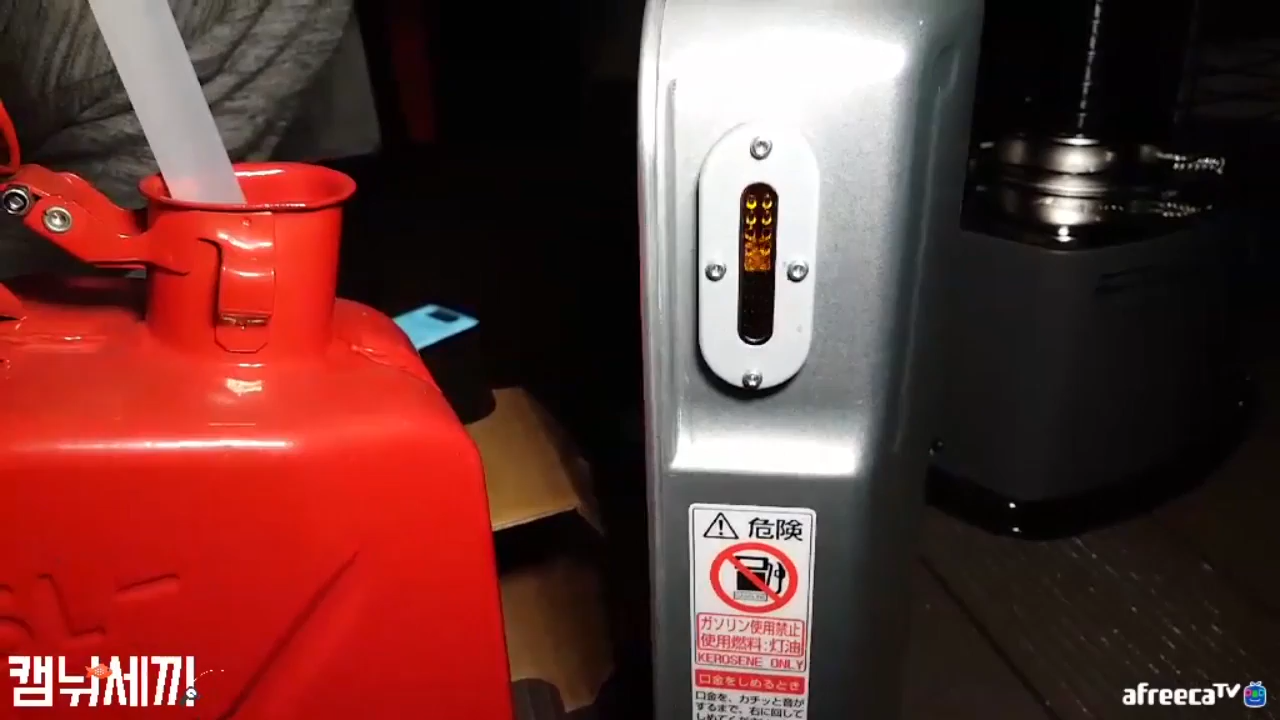 危険
ガソリン使用禁止
使用燃料:灯油
KEROSENE ONLY
口金をしめるとき
口金を、カチッと音が
するまで、右に回して
캠낚세끼!
afreecaTV